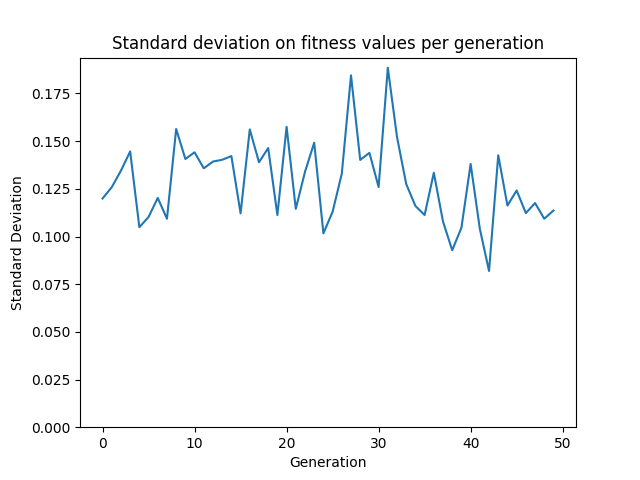 Standard deviation on fitness values per generation
0.175
0.150
0.125
0.100
0.075
0.050
0.025
0.000
Standard Deviation
0 10 20 30 40 50
Generation